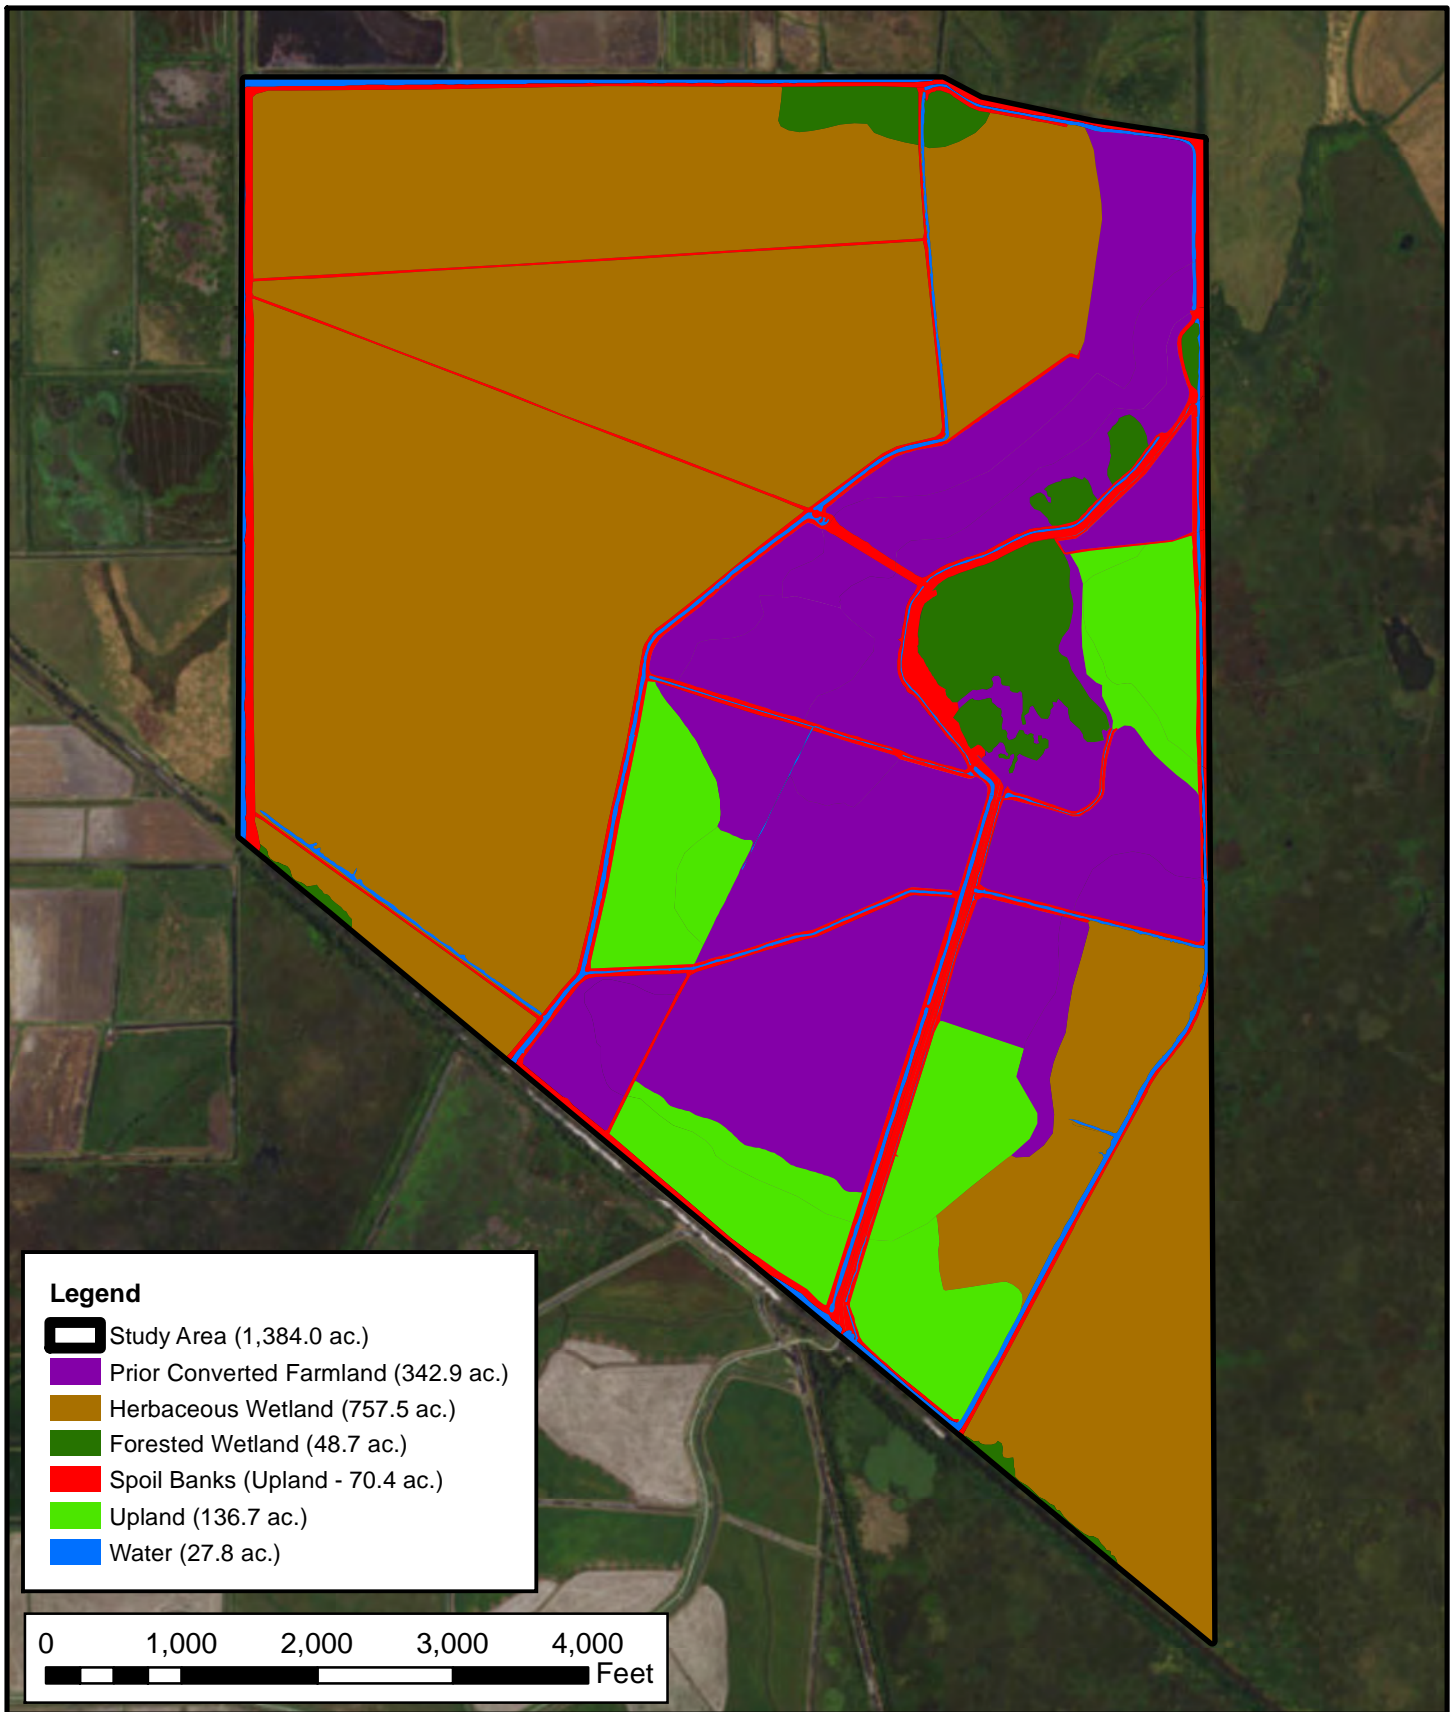 Legend
Study Area (1,384.0 ac.)
Prior Converted Farmland (342.9 ac.)
Herbaceous Wetland (757.5 ac.)
Forested Wetland (48.7 ac.)
Spoil Banks (Upland - 70.4 ac.)
Upland (136.7 ac.)
Water (27.8 ac.)
0 1,000 2,000 3,000 4,000
Feet